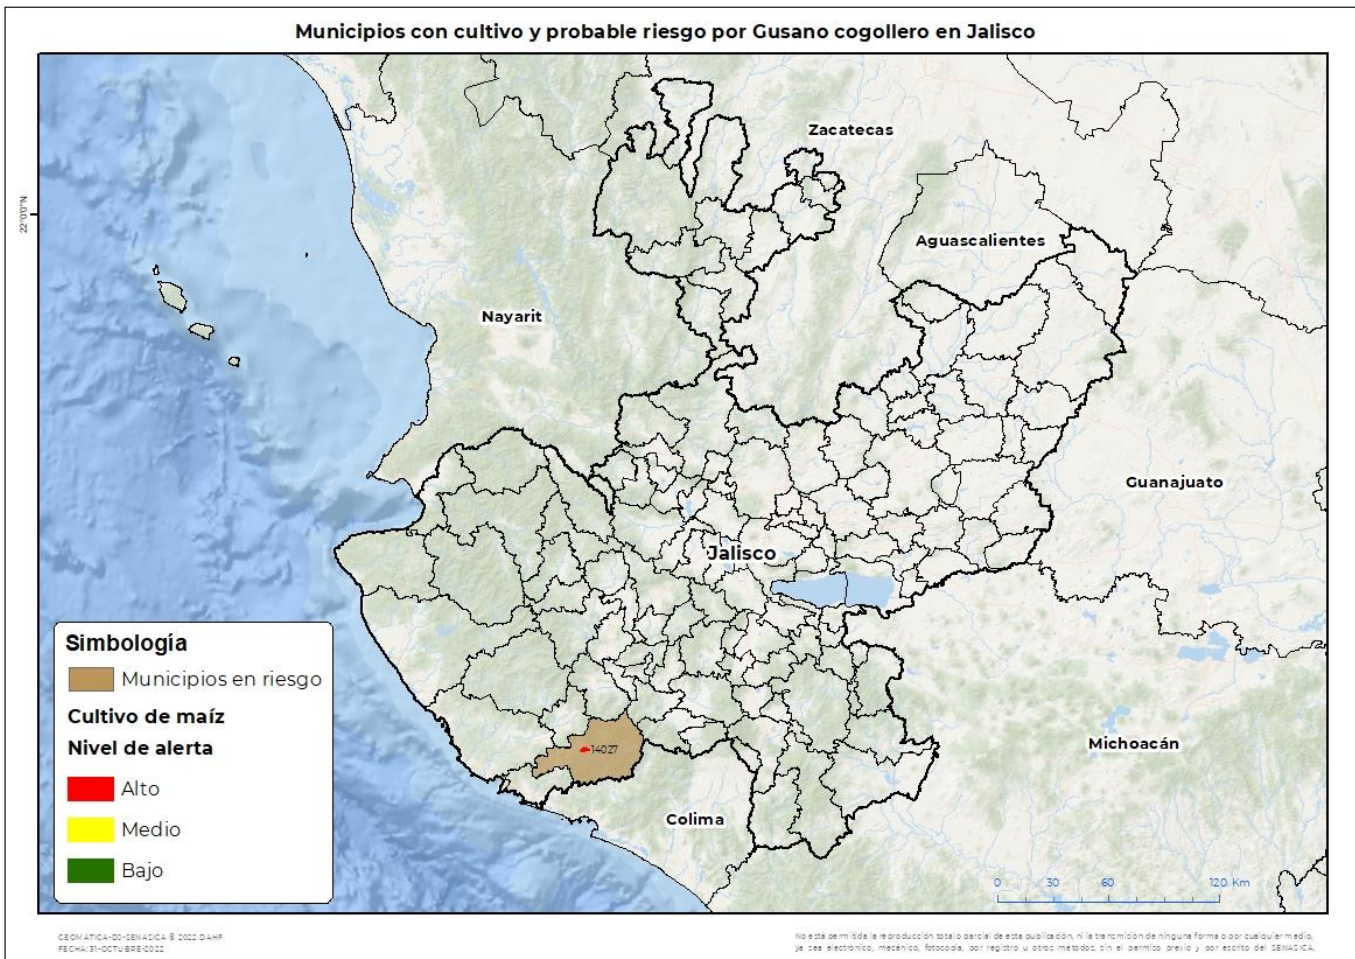 Municipios con cultivo y probable riesgo por Gusano cogollero en Jalisco
Zacatecas
22°0'0"N
Aguascalientes
Nayarit
Guanajuato
Jalisco
Simbología
Municipios en riesgo
Cultivo de maíz
Nivel de alerta
Alto
Medio
Bajo
14027
Michoacán
Colima
0 30 60 120 Km
GEOMÁTICA-DJ-SENASICA © 2022 DAHF
FECHA: 31-OCTUBRE-2022
No está permitida la reproducción total o parcial de esta publicación, ni la transmisión de ninguna forma o por cualquier medio,
ya sea electrónico, mecánico, fotocopia, por registro u otros métodos, sin el permiso previo y por escrito del SENASICA.